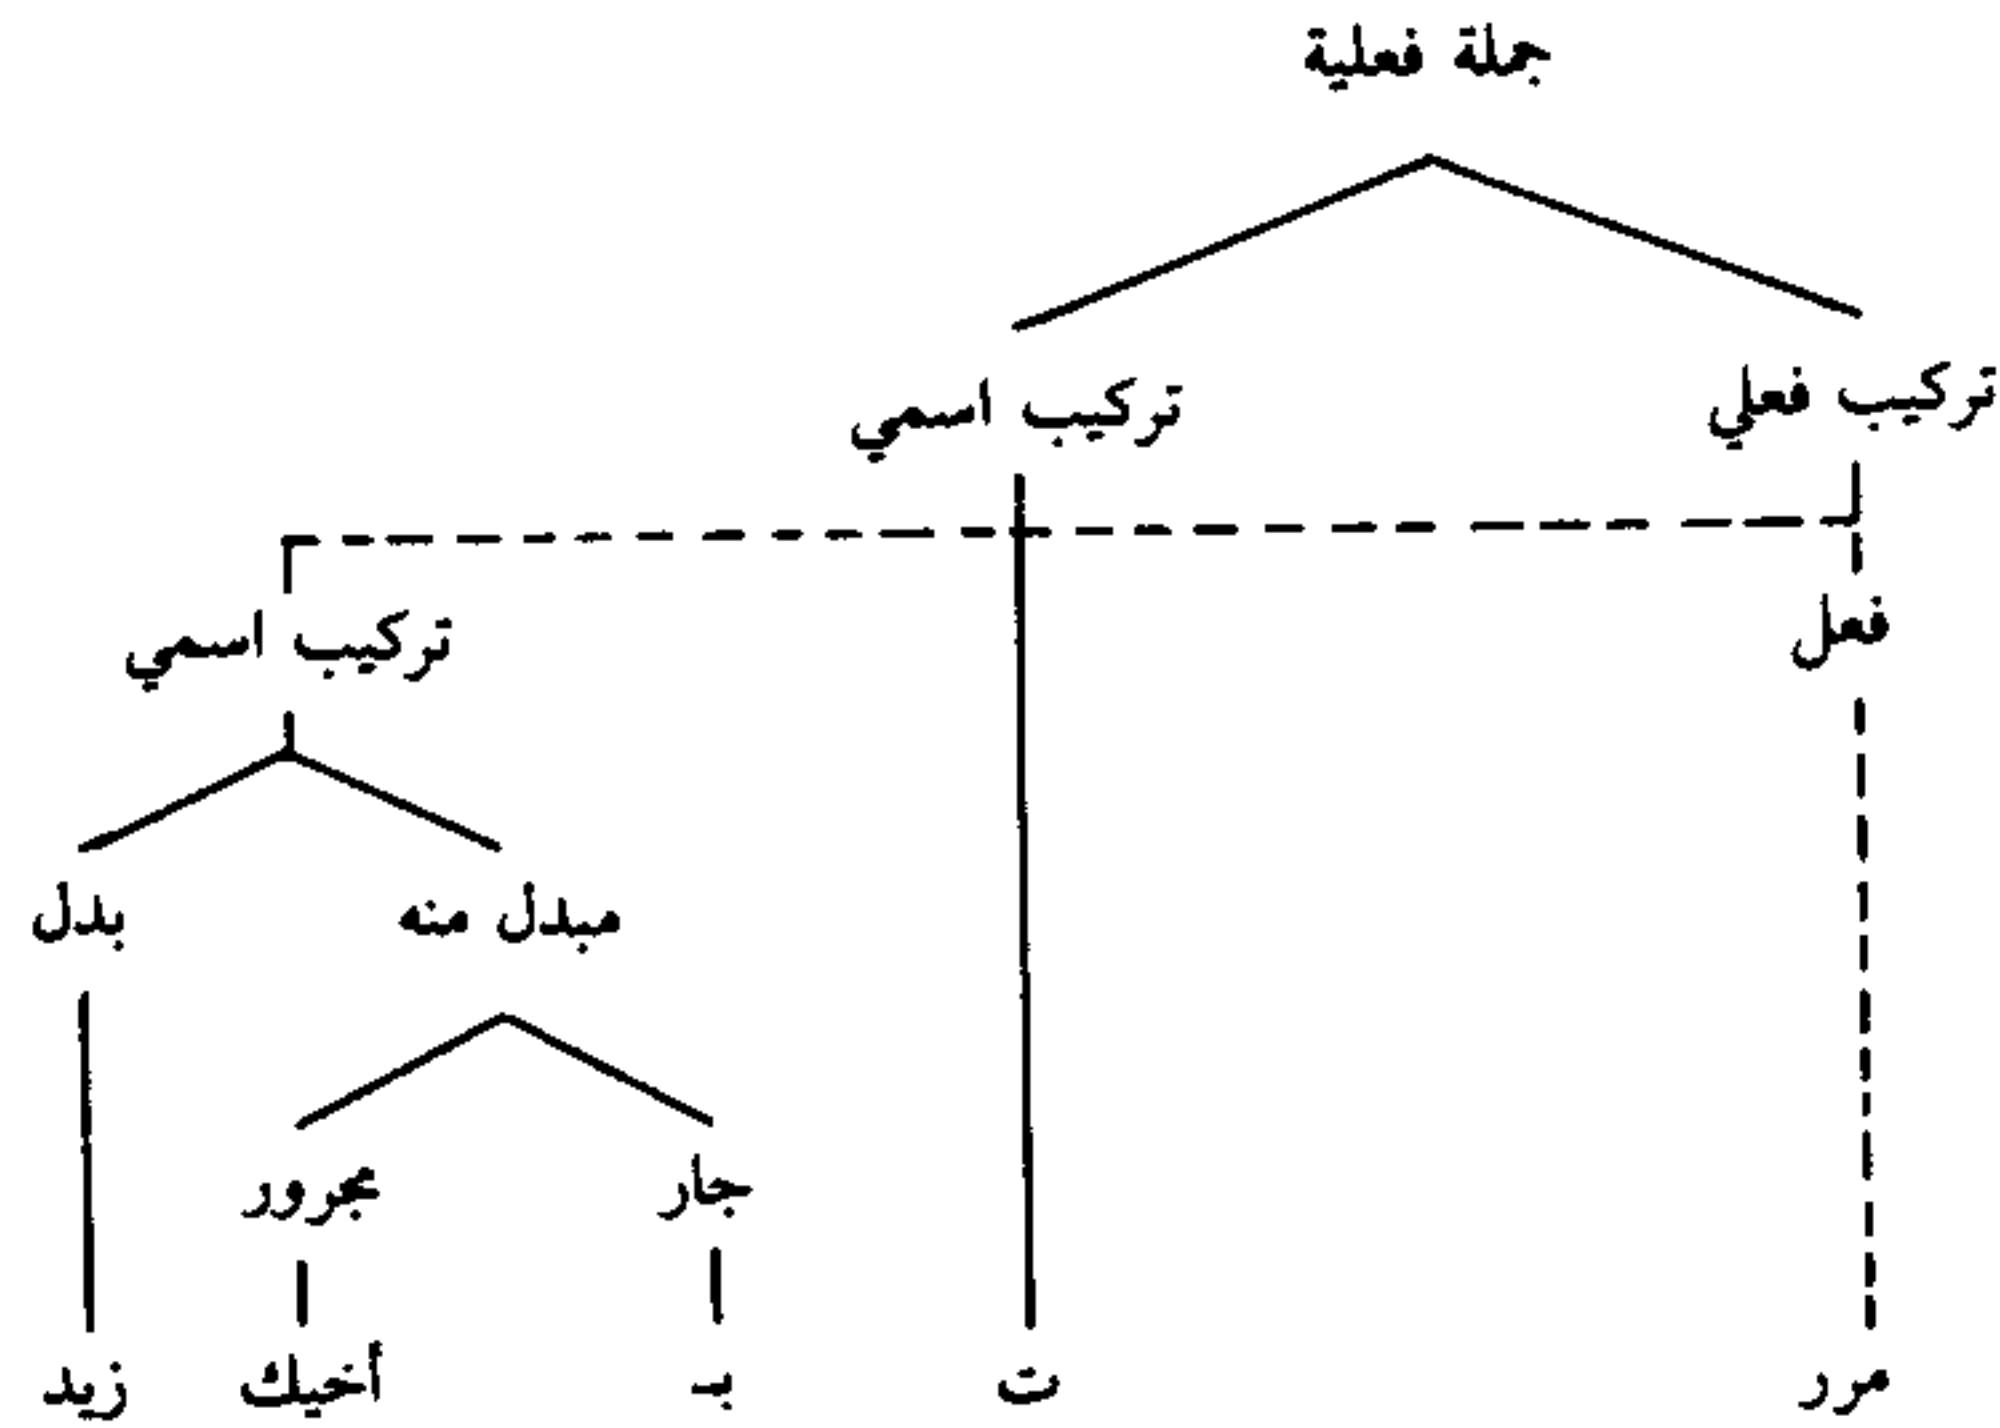 جملة فعلية
تركيب فعلي تركيب اسمي
فعل تركيب اسمي
مبدل منه بدل
جار مجرور
مرر ت بـ أخيك زيد